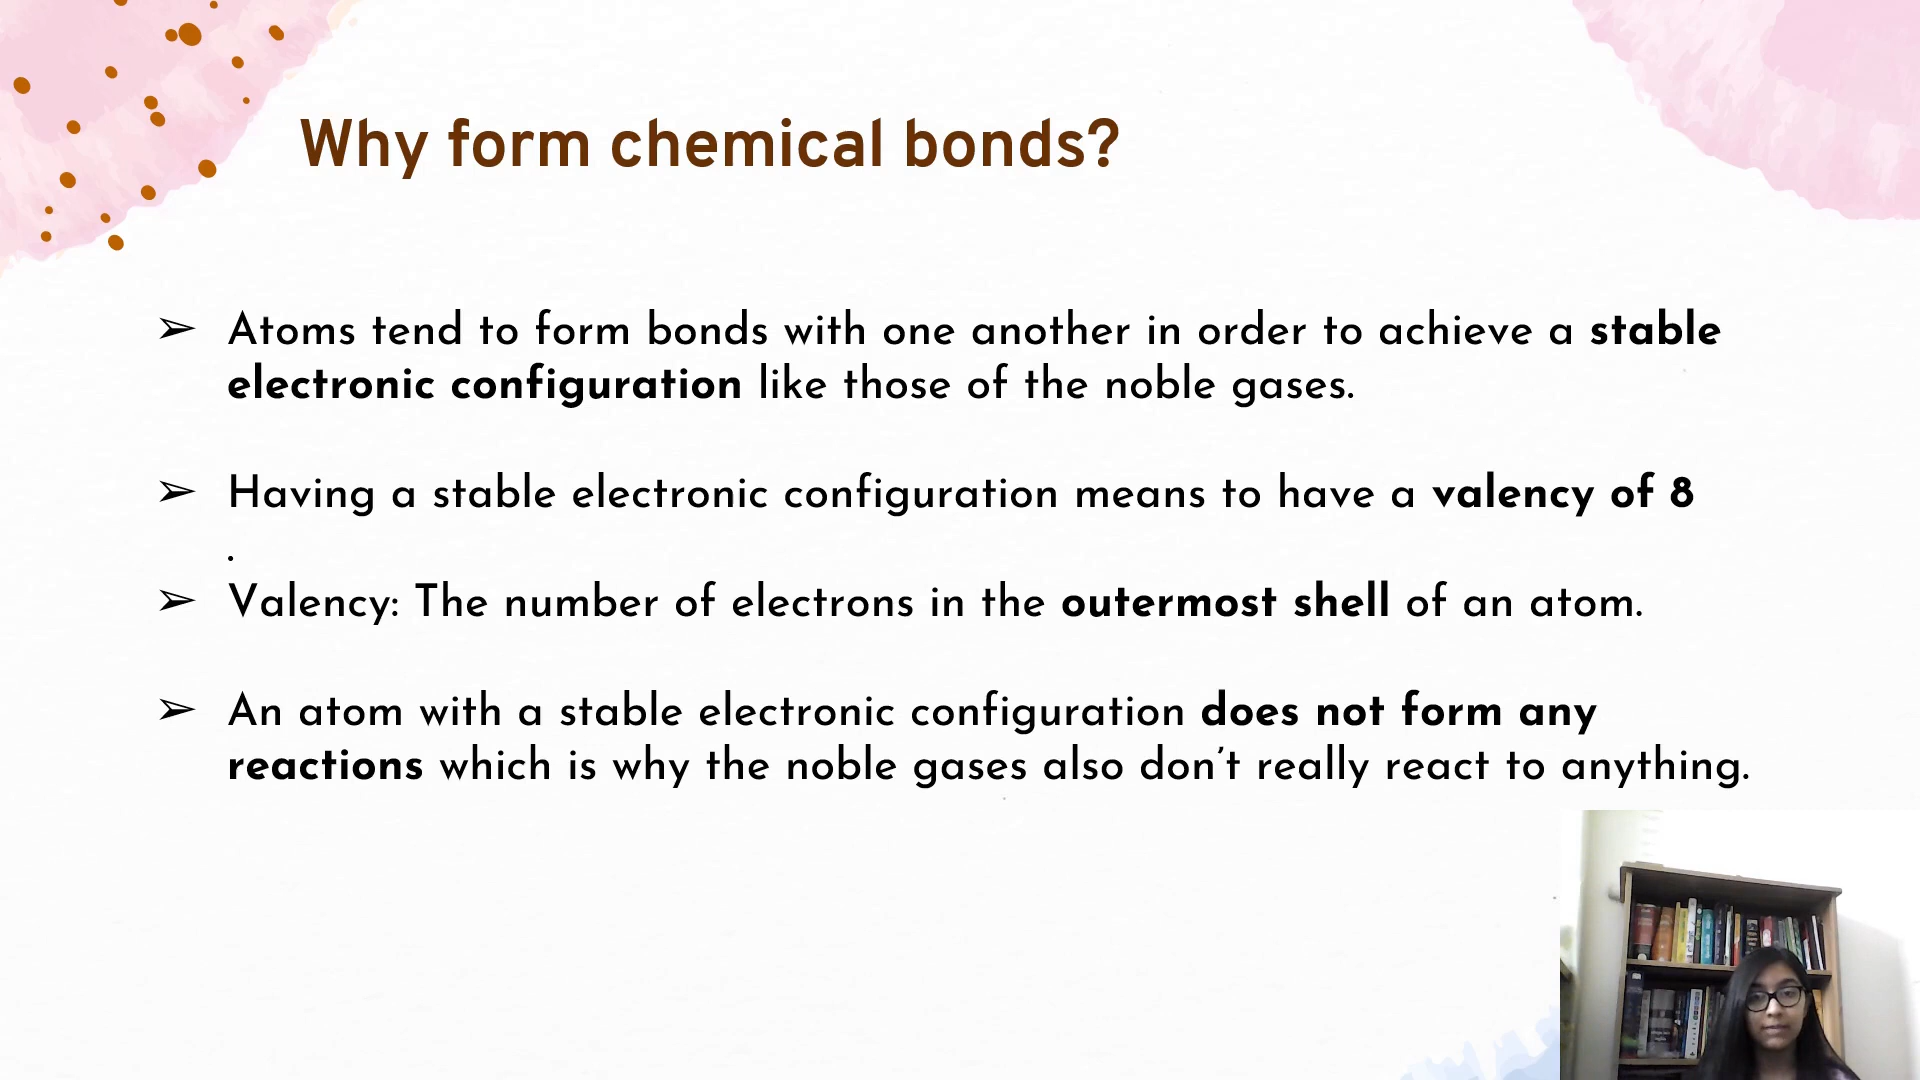 Why form chemical bonds?
➢ Atoms tend to form bonds with one another in order to achieve a stable
electronic configuration like those of the noble gases.
➢ Having a stable electronic configuration means to have a valency of 8
.
➢ Valency: The number of electrons in the outermost shell of an atom.
➢ An atom with a stable electronic configuration does not form any
reactions which is why the noble gases also don’t really react to anything.